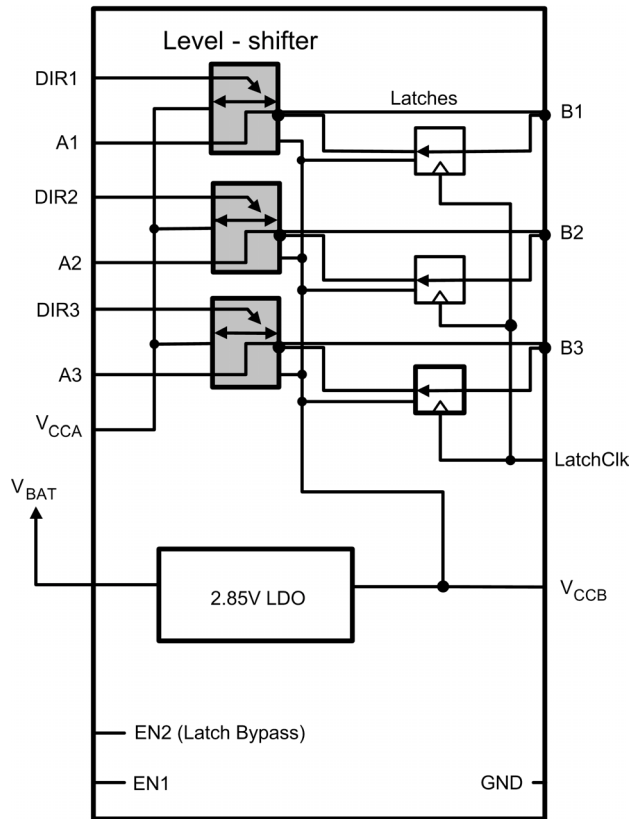 Level - shifter
DIR1
Latches
B1
A1
DIR2
B2
A2
DIR3
B3
A3
VCCA
LatchClk
VBAT
2.85V LDO
VCCB
EN2 (Latch Bypass)
EN1
GND